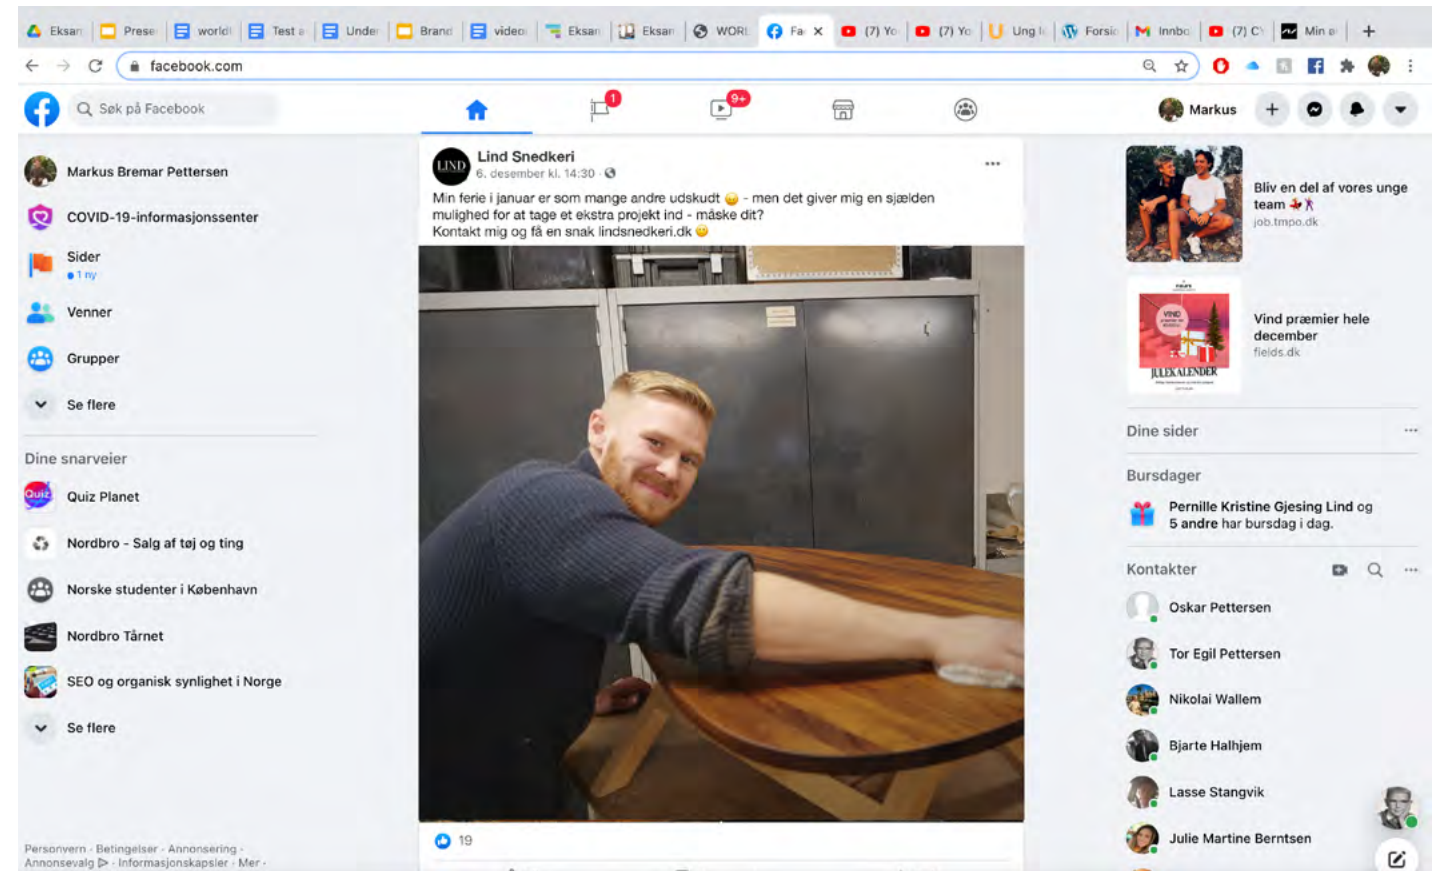 Eksan
Prese
world
Test a
Under
Brand
video
Eksan
Eksan
WORL
Fa
(7) Yo
(7) Yo
Ung i
Forsi
Innbo
(7) C
Min ø
facebook.com
Søk på Facebook
1
9+
Markus
Markus Bremar Pettersen
COVID-19-informasjonssenter
Sider
1 ny
Venner
Grupper
Se flere
Dine snarveier
Quiz
Quiz Planet
Nordbro - Salg af tøj og ting
Norske studenter i København
Nordbro Tårnet
SEO og organisk synlighet i Norge
Se flere
Personvern · Betingelser · Annonsering ·
Annonsevalg · Informasjonskapsler · Mer ·
LIND
Lind Snedkeri
6. desember kl. 14:30 ·
Min ferie i januar er som mange andre udskudt - men det giver mig en sjælden
mulighed for at tage et ekstra projekt ind - måske dit?
Kontakt mig og få en snak lindsnedkeri.dk
19
Bliv en del af vores unge
team
job.tmpo.dk
VIND
JULEKALENDER
Vind præmier hele
december
fields.dk
Dine sider
Bursdager
Pernille Kristine Gjesing Lind og
5 andre har bursdag i dag.
Kontakter
Oskar Pettersen
Tor Egil Pettersen
Nikolai Wallem
Bjarte Halhjem
Lasse Stangvik
Julie Martine Berntsen